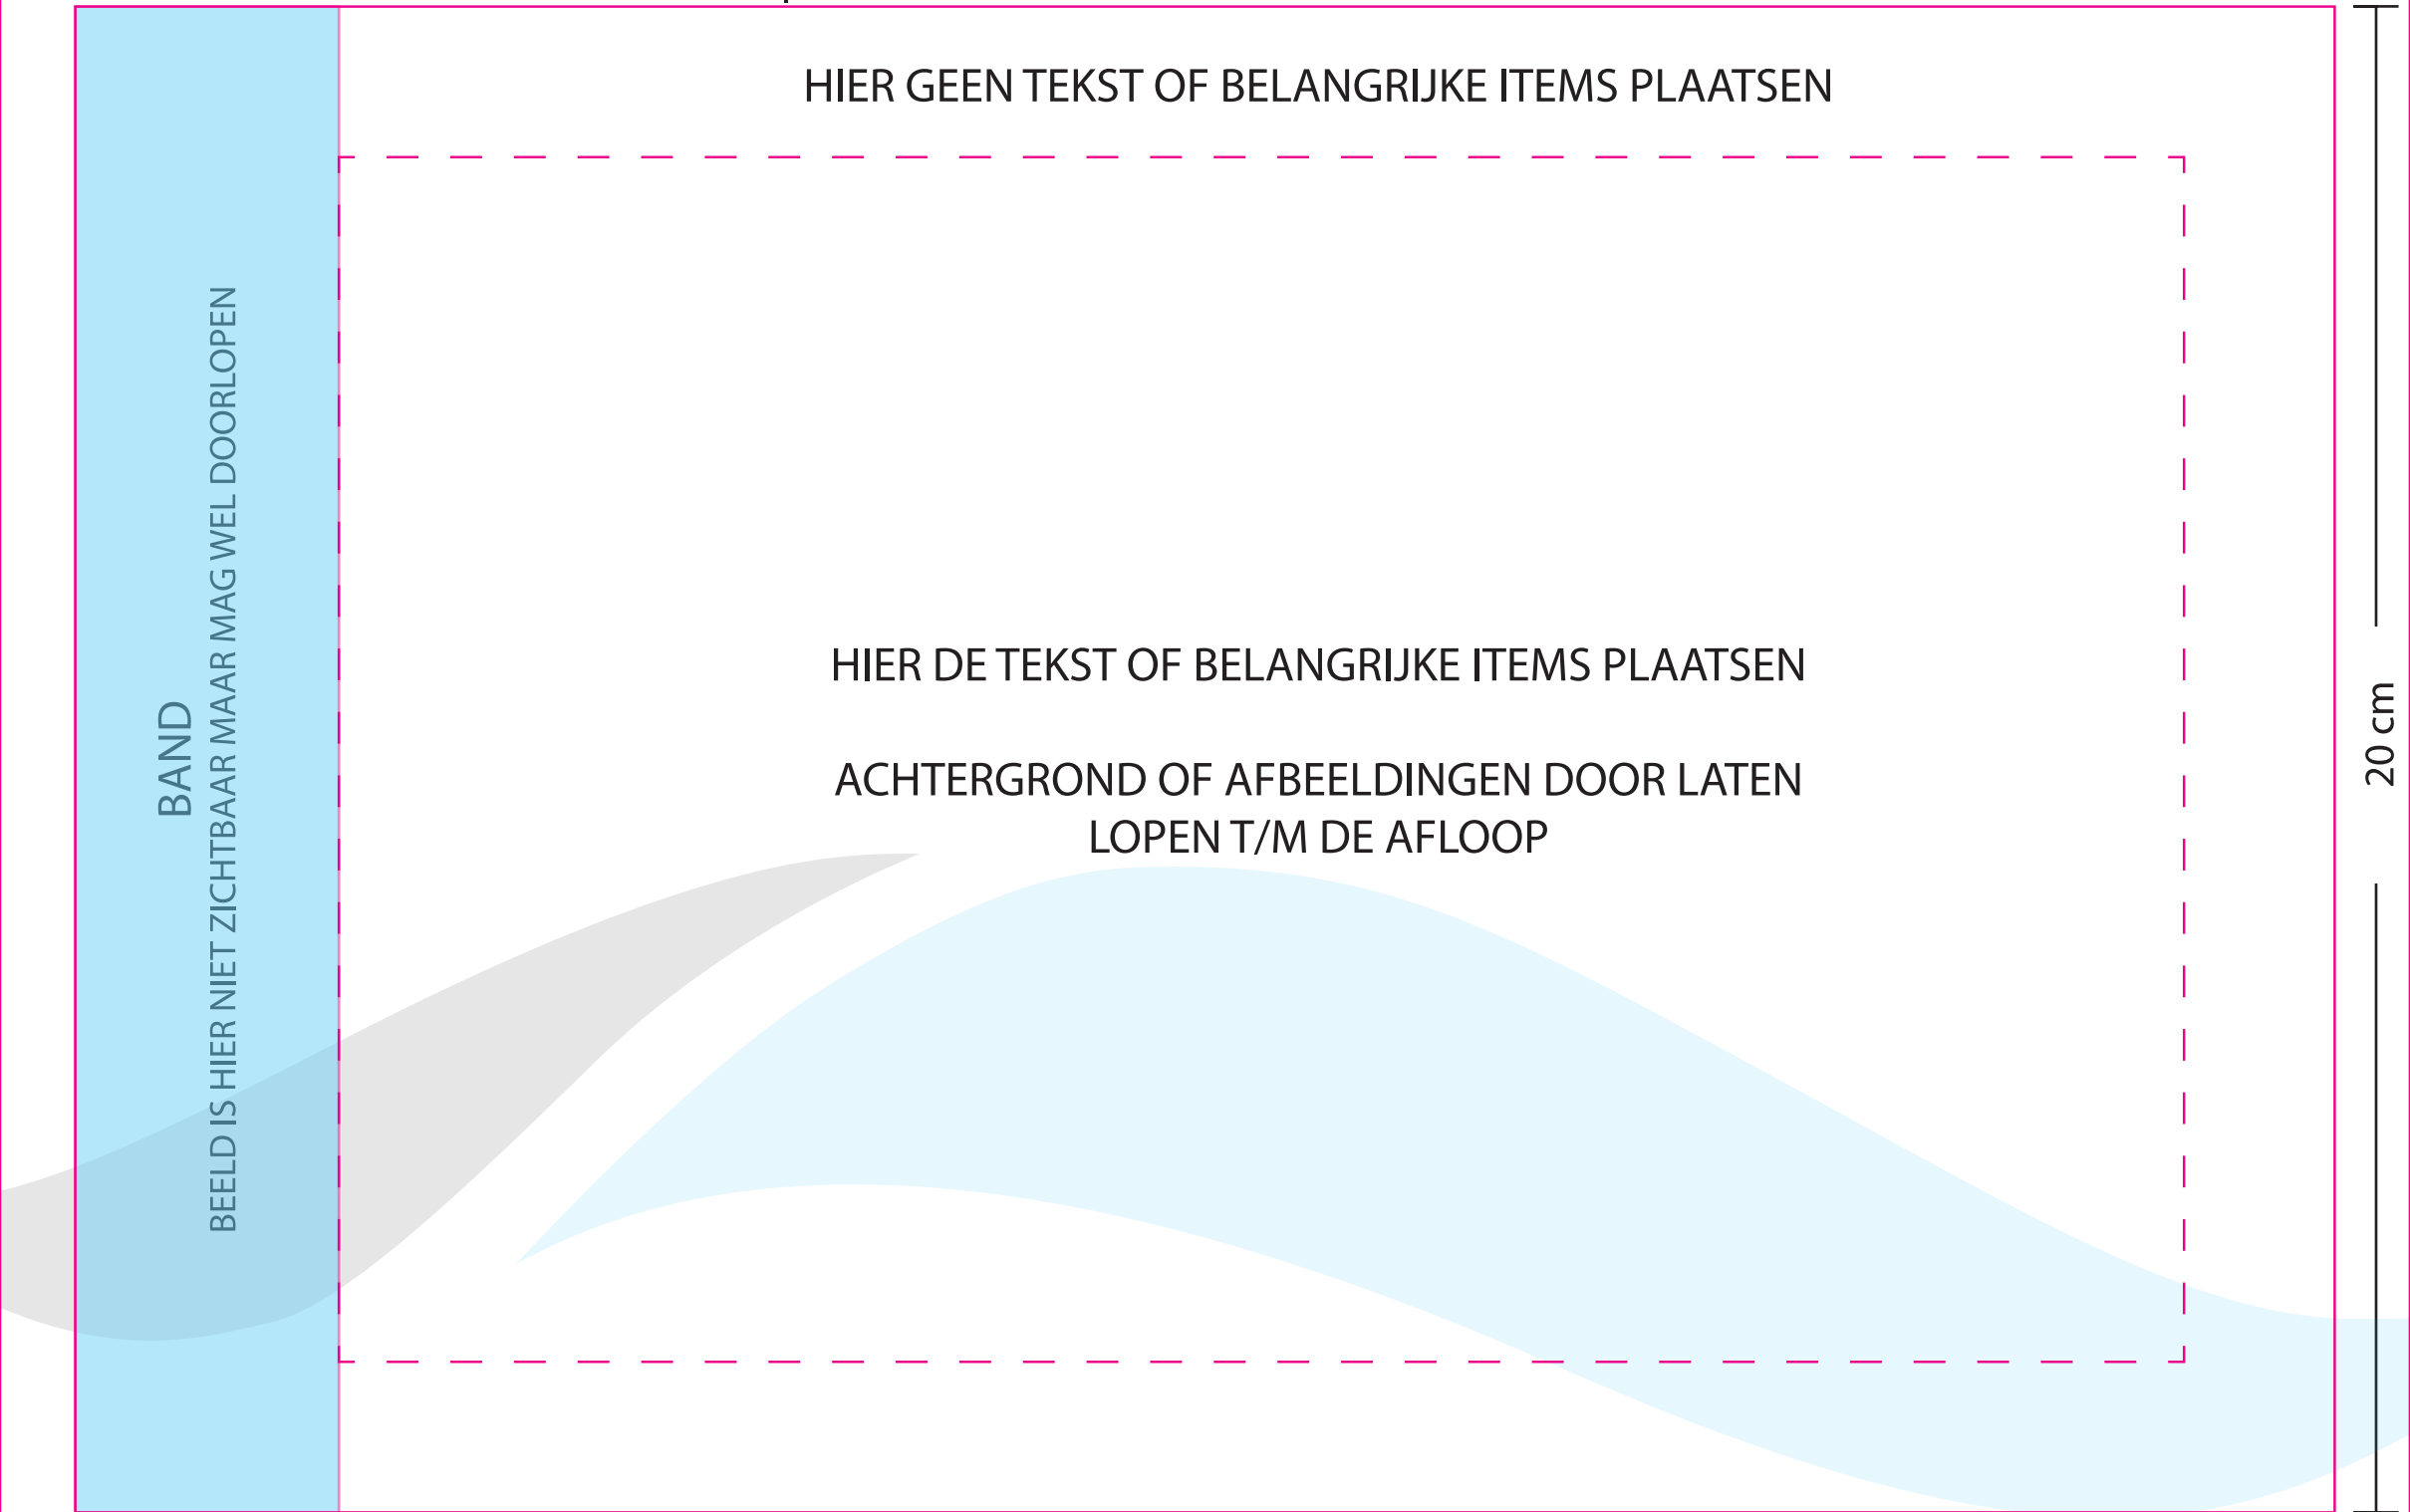 HIER GEEN TEKST OF BELANGRIJKE ITEMS PLAATSEN
BAND
BEELD IS HIER NIET ZICHTBAAR MAAR MAG WEL DOORLOPEN
HIER DE TEKST OF BELANGRIJKE ITEMS PLAATSEN
ACHTERGROND OF AFBEELDINGEN DOOR LATEN
LOPEN T/M DE AFLOOP
20 cm